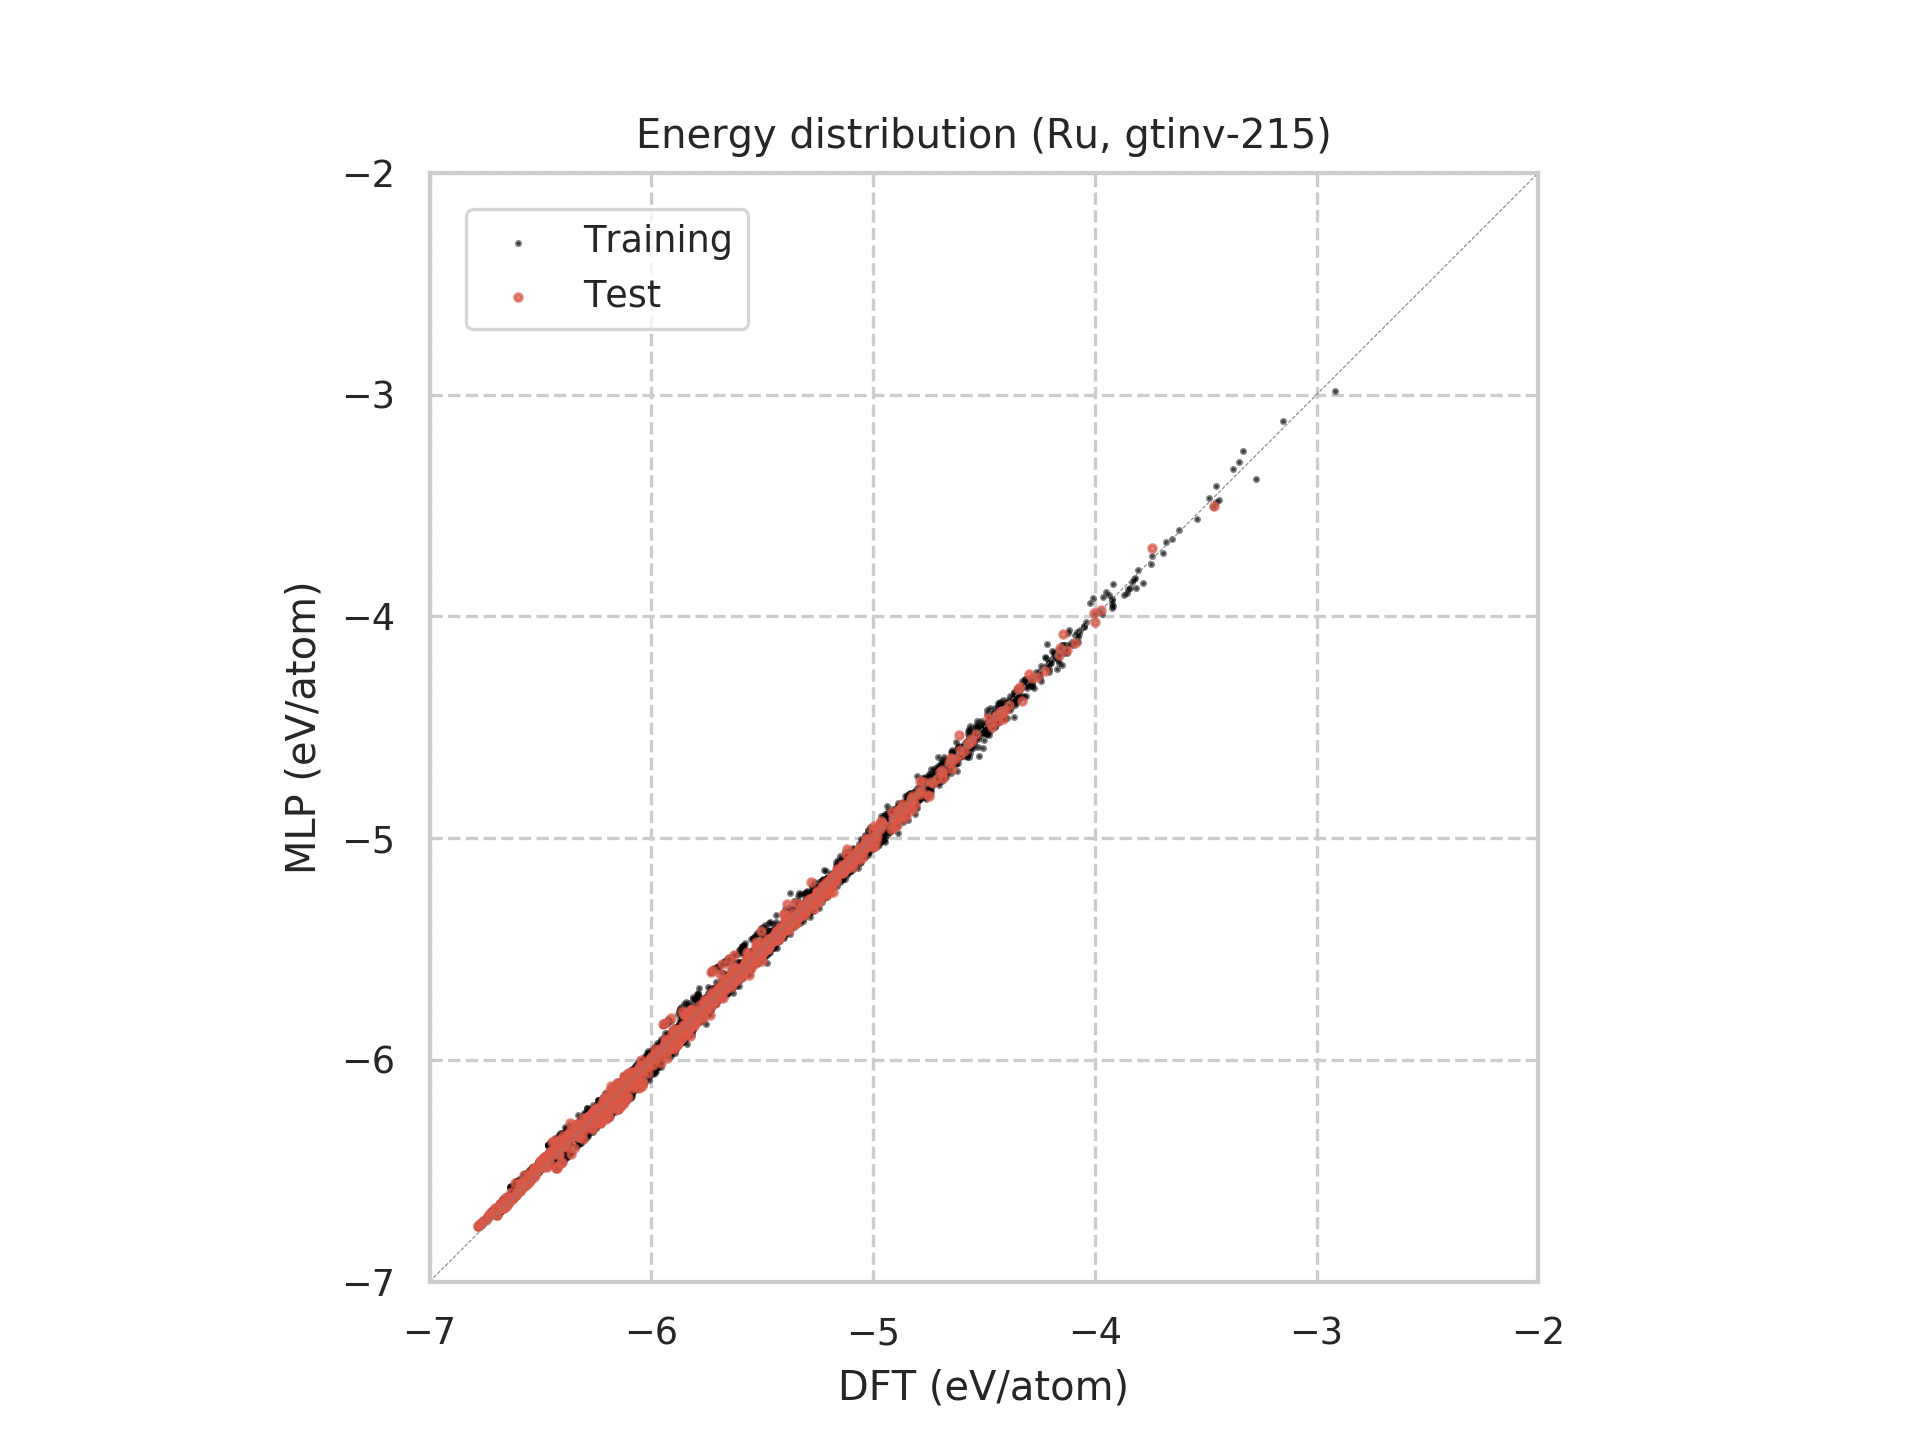 Energy distribution (Ru, gtinv-215)
−2
Training
Test
−3
−4
MLP (eV/atom)
−5
−6
−7
−7 −6 −5 −4 −3 −2
DFT (eV/atom)